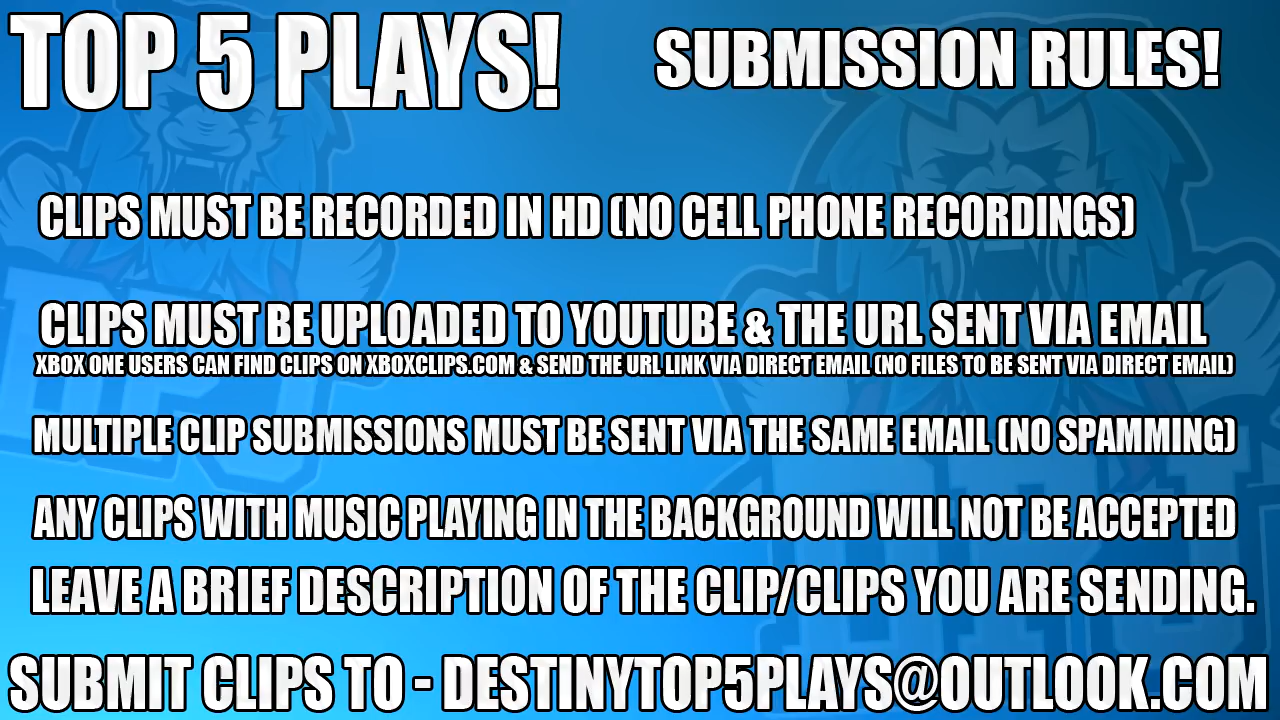 TOP 5 PLAYS!
SUBMISSION RULES!
CLIPS MUST BE RECORDED IN HD (NO CELL PHONE RECORDINGS)
CLIPS MUST BE UPLOADED TO YOUTUBE & THE URL SENT VIA EMAIL
XBOX ONE USERS CAN FIND CLIPS ON XBOXCLIPS.COM & SEND THE URL LINK VIA DIRECT EMAIL (NO FILES TO BE SENT VIA DIRECT EMAIL)
MULTIPLE CLIP SUBMISSIONS MUST BE SENT VIA THE SAME EMAIL (NO SPAMMING)
ANY CLIPS WITH MUSIC PLAYING IN THE BACKGROUND WILL NOT BE ACCEPTED
LEAVE A BRIEF DESCRIPTION OF THE CLIP/CLIPS YOU ARE SENDING.
SUBMIT CLIPS TO - DESTINYTOP5PLAYS@OUTLOOK.COM